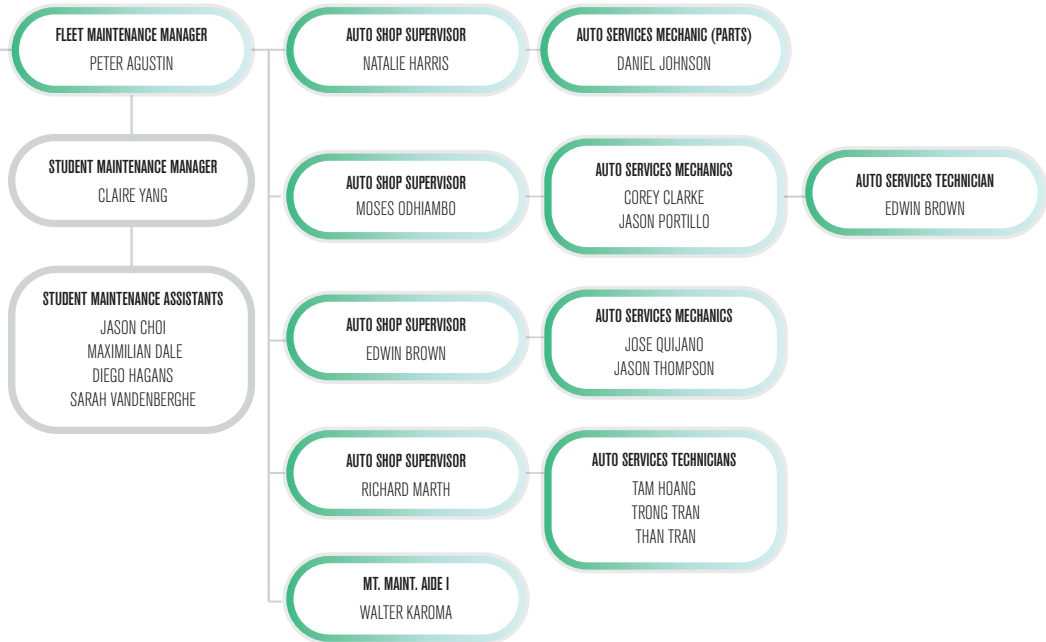 FLEET MAINTENANCE MANAGER
PETER AGUSTIN
AUTO SHOP SUPERVISOR
NATALIE HARRIS
AUTO SERVICES MECHANIC (PARTS)
DANIEL JOHNSON
STUDENT MAINTENANCE MANAGER
CLAIRE YANG
AUTO SHOP SUPERVISOR
MOSES ODHIAMBO
AUTO SERVICES MECHANICS
COREY CLARKE
JASON PORTILLO
AUTO SERVICES TECHNICIAN
EDWIN BROWN
STUDENT MAINTENANCE ASSISTANTS
JASON CHOI
MAXIMILIAN DALE
DIEGO HAGANS
SARAH VANDENBERGHE
AUTO SHOP SUPERVISOR
EDWIN BROWN
AUTO SERVICES MECHANICS
JOSE QUIJANO
JASON THOMPSON
AUTO SHOP SUPERVISOR
RICHARD MARTH
AUTO SERVICES TECHNICIANS
TAM HOANG
TRONG TRAN
THAN TRAN
MT. MAINT. AIDE I
WALTER KAROMA